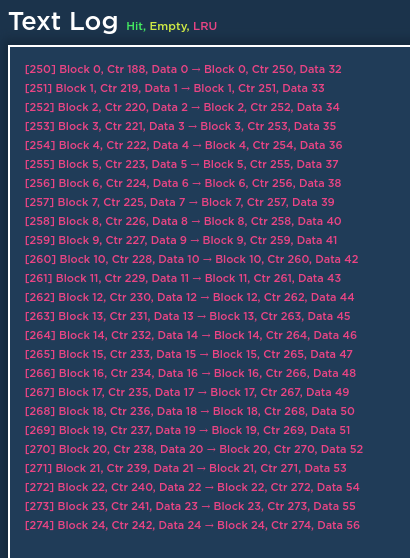 Text Log Hit, Empty, LRU
[250] Block 0, Ctr 188, Data 0 → Block 0, Ctr 250, Data 32
[251] Block 1, Ctr 219, Data 1 → Block 1, Ctr 251, Data 33
[252] Block 2, Ctr 220, Data 2 → Block 2, Ctr 252, Data 34
[253] Block 3, Ctr 221, Data 3 → Block 3, Ctr 253, Data 35
[254] Block 4, Ctr 222, Data 4 → Block 4, Ctr 254, Data 36
[255] Block 5, Ctr 223, Data 5 → Block 5, Ctr 255, Data 37
[256] Block 6, Ctr 224, Data 6 → Block 6, Ctr 256, Data 38
[257] Block 7, Ctr 225, Data 7 → Block 7, Ctr 257, Data 39
[258] Block 8, Ctr 226, Data 8 → Block 8, Ctr 258, Data 40
[259] Block 9, Ctr 227, Data 9 → Block 9, Ctr 259, Data 41
[260] Block 10, Ctr 228, Data 10 → Block 10, Ctr 260, Data 42
[261] Block 11, Ctr 229, Data 11 → Block 11, Ctr 261, Data 43
[262] Block 12, Ctr 230, Data 12 → Block 12, Ctr 262, Data 44
[263] Block 13, Ctr 231, Data 13 → Block 13, Ctr 263, Data 45
[264] Block 14, Ctr 232, Data 14 → Block 14, Ctr 264, Data 46
[265] Block 15, Ctr 233, Data 15 → Block 15, Ctr 265, Data 47
[266] Block 16, Ctr 234, Data 16 → Block 16, Ctr 266, Data 48
[267] Block 17, Ctr 235, Data 17 → Block 17, Ctr 267, Data 49
[268] Block 18, Ctr 236, Data 18 → Block 18, Ctr 268, Data 50
[269] Block 19, Ctr 237, Data 19 → Block 19, Ctr 269, Data 51
[270] Block 20, Ctr 238, Data 20 → Block 20, Ctr 270, Data 52
[271] Block 21, Ctr 239, Data 21 → Block 21, Ctr 271, Data 53
[272] Block 22, Ctr 240, Data 22 → Block 22, Ctr 272, Data 54
[273] Block 23, Ctr 241, Data 23 → Block 23, Ctr 273, Data 55
[274] Block 24, Ctr 242, Data 24 → Block 24, Ctr 274, Data 56